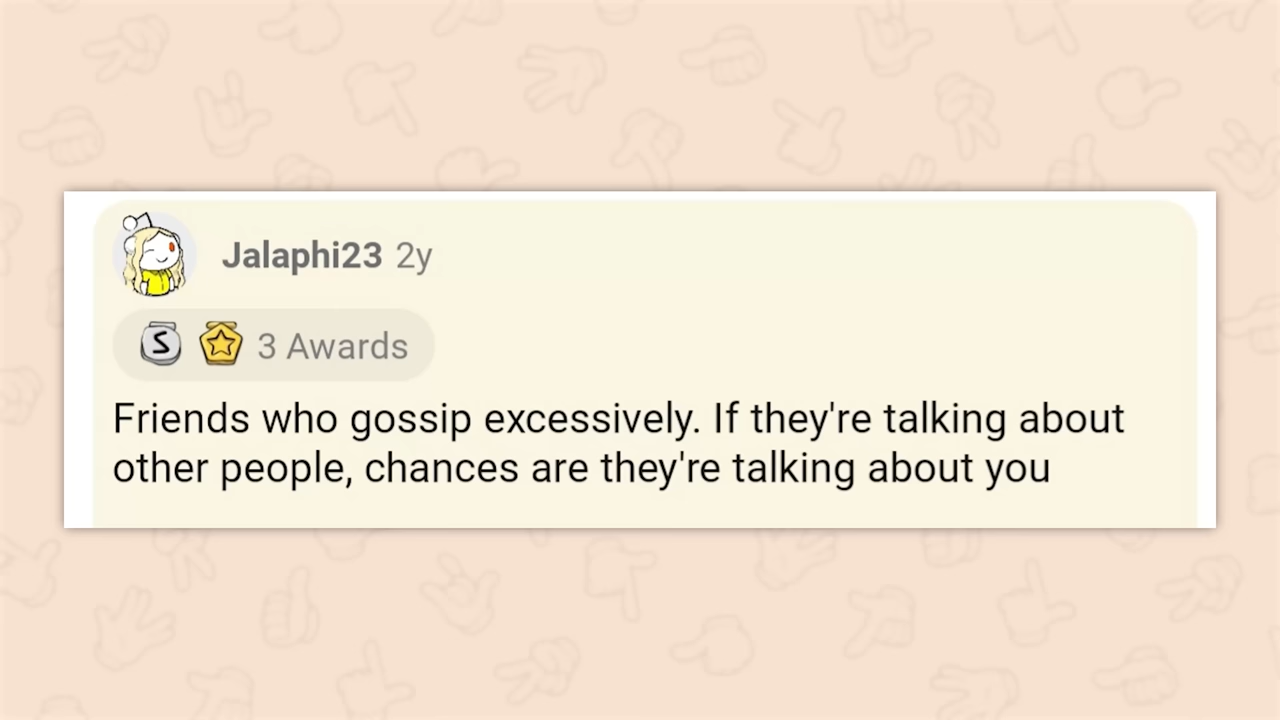 Jalaphi23 2y
S 3 Awards
Friends who gossip excessively. If they're talking about
other people, chances are they're talking about you